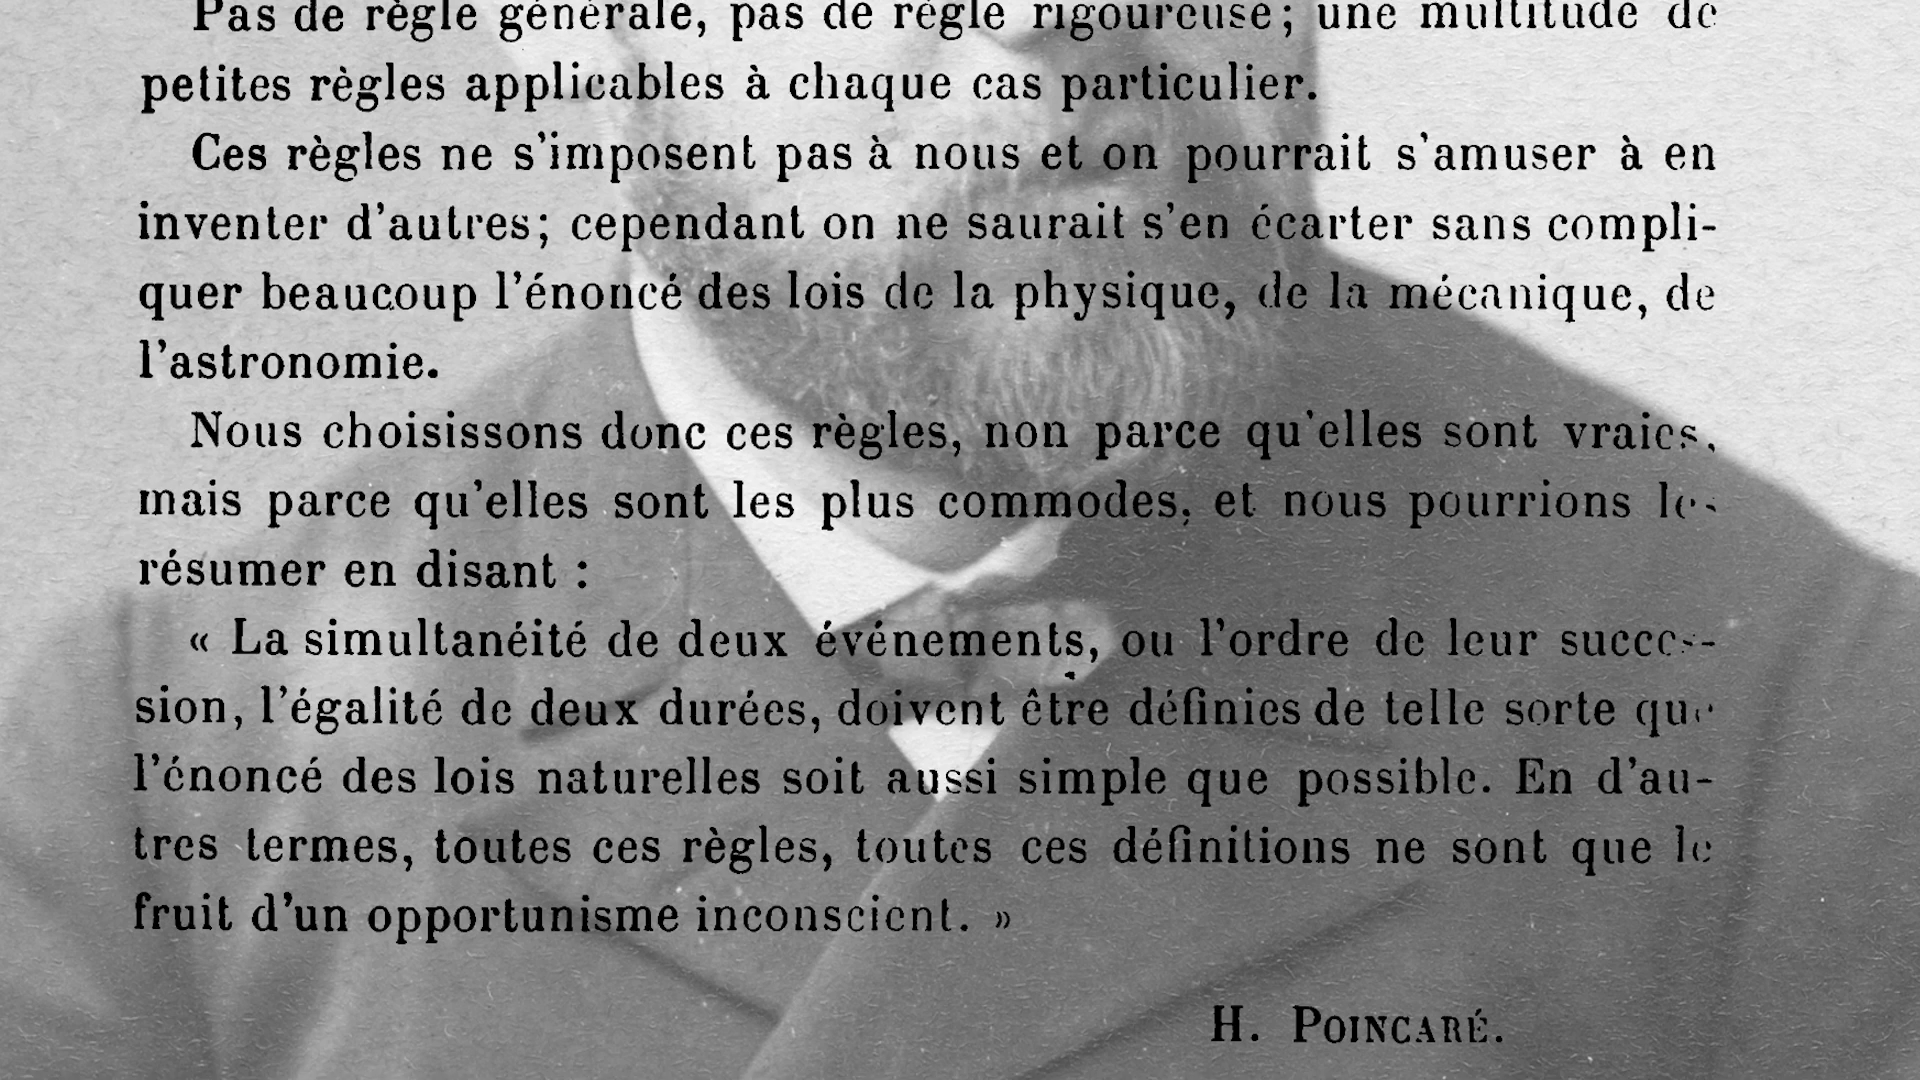 Pas de règle générale, pas de règle rigoureuse; une multitude de
petites règles applicables à chaque cas particulier.
Ces règles ne s'imposent pas à nous et on pourrait s'amuser à en
inventer d'autres; cependant on ne saurait s'en écarter sans compli-
quer beaucoup l'énoncé des lois de la physique, de la mécanique, de
l'astronomie.
Nous choisissons donc ces règles, non parce qu'elles sont vraies,
mais parce qu'elles sont les plus commodes, et nous pourrions les
résumer en disant :
« La simultanéité de deux événements, ou l'ordre de leur succes-
sion, l'égalité de deux durées, doivent être définies de telle sorte que
l'énoncé des lois naturelles soit aussi simple que possible. En d'au-
tres termes, toutes ces règles, toutes ces définitions ne sont que le
fruit d'un opportunisme inconscient. »
H. POINCARÉ.